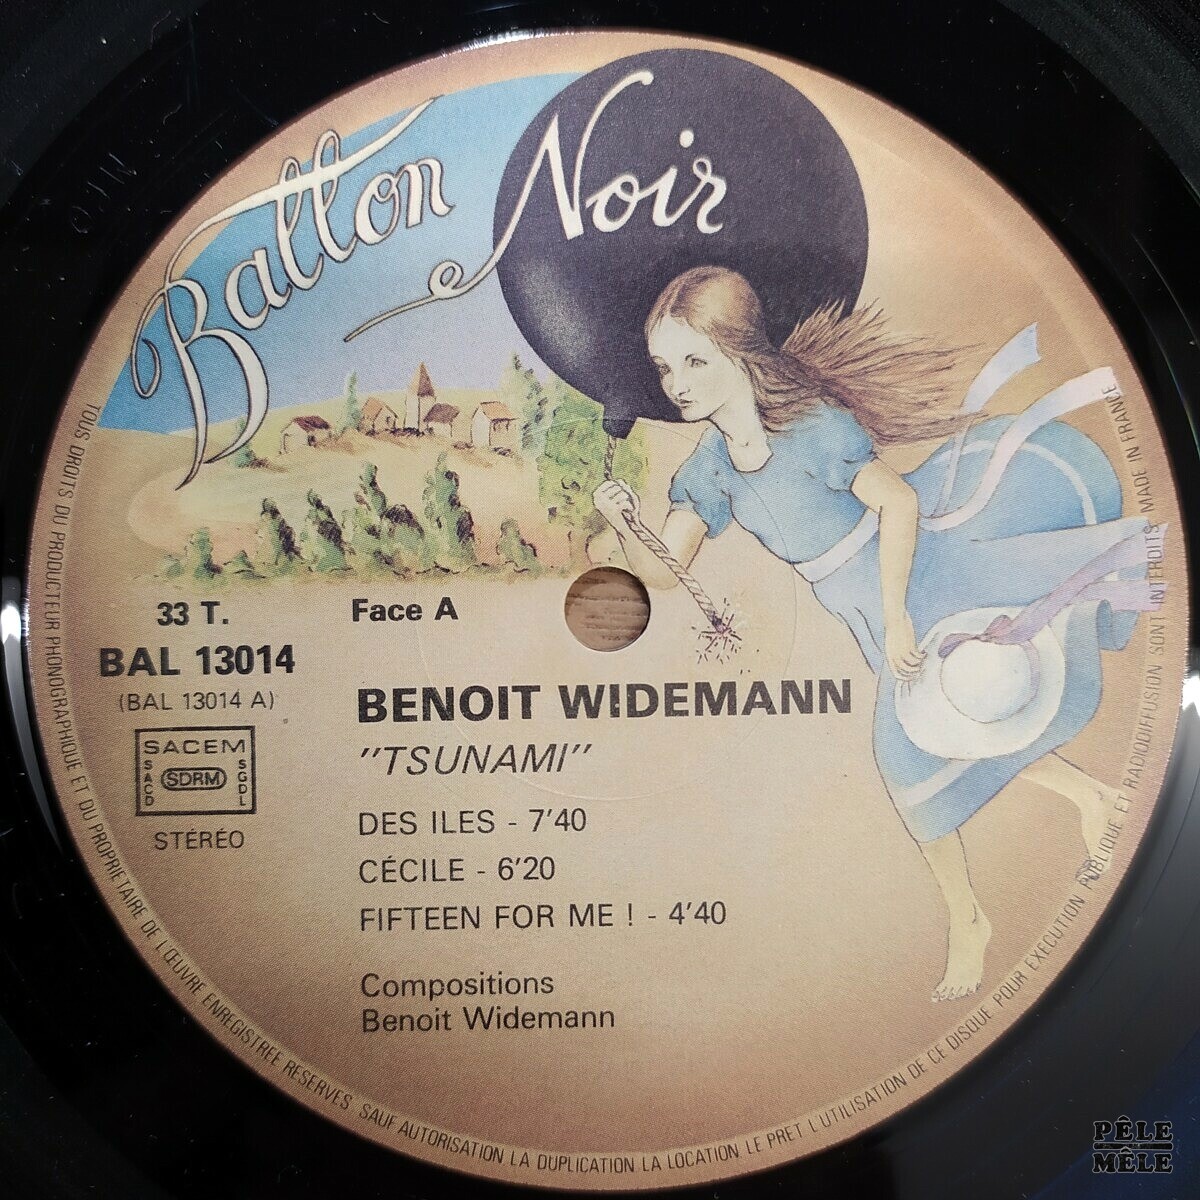 Ballon Noir
33 T.
Face A
BAL 13014
(BAL 13014 A)
SACEM
SACD
SDRM
SGDL
STÉRÉO
BENOIT WIDEMANN
"TSUNAMI"
DES ILES - 7'40
CÉCILE - 6'20
FIFTEEN FOR ME ! - 4'40
Compositions
Benoit Widemann
TOUS DROITS DU PRODUCTEUR PHONOGRAPHIQUE ET DU PROPRIETAIRE DE L'ŒUVRE ENREGISTREE RESERVES SAUF AUTORISATION LA DUPLICATION LA LOCATION LE PRET L'UTILISATION DE CE DISQUE POUR EXECUTION PUBLIQUE ET RADIODIFFUSION SONT INTERDITS MADE IN FRANCE
PÊLE
MÊLE